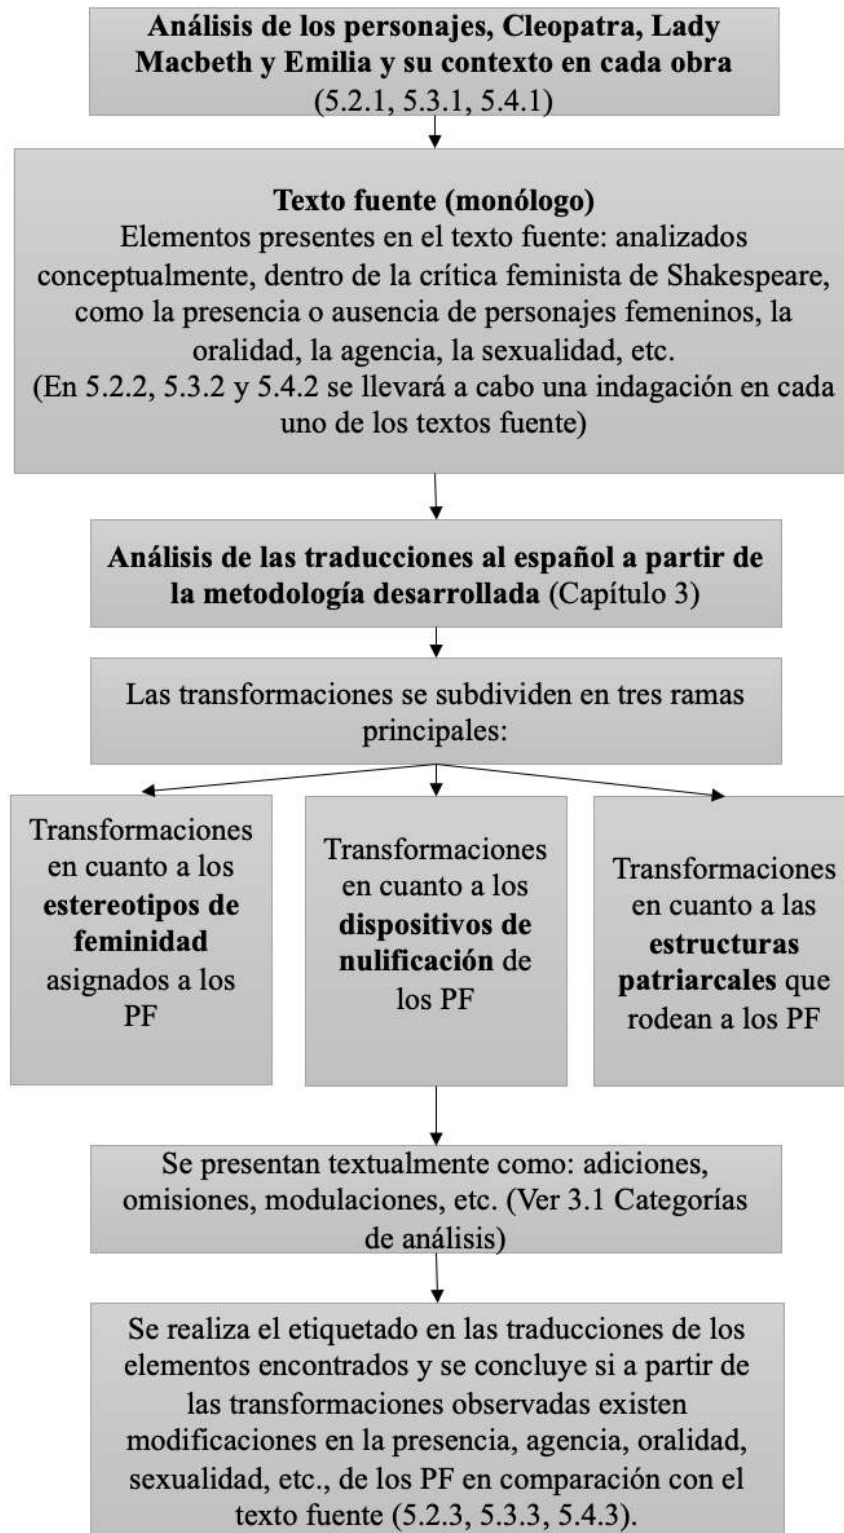 Análisis de los personajes, Cleopatra, Lady
Macbeth y Emilia y su contexto en cada obra
(5.2.1, 5.3.1, 5.4.1)
Texto fuente (monólogo)
Elementos presentes en el texto fuente: analizados
conceptualmente, dentro de la crítica feminista de Shakespeare,
como la presencia o ausencia de personajes femeninos, la
oralidad, la agencia, la sexualidad, etc.
(En 5.2.2, 5.3.2 y 5.4.2 se llevará a cabo una indagación en cada
uno de los textos fuente)
Análisis de las traducciones al español a partir de
la metodología desarrollada (Capítulo 3)
Las transformaciones se subdividen en tres ramas
principales:
Transformaciones
en cuanto a los
estereotipos de
feminidad
asignados a los
PF
Transformaciones
en cuanto a los
dispositivos de
nulificación de
los PF
Transformaciones
en cuanto a las
estructuras
patriarcales que
rodean a los PF
Se presentan textualmente como: adiciones,
omisiones, modulaciones, etc. (Ver 3.1 Categorías
de análisis)
Se realiza el etiquetado en las traducciones de los
elementos encontrados y se concluye si a partir de
las transformaciones observadas existen
modificaciones en la presencia, agencia, oralidad,
sexualidad, etc., de los PF en comparación con el
texto fuente (5.2.3, 5.3.3, 5.4.3).